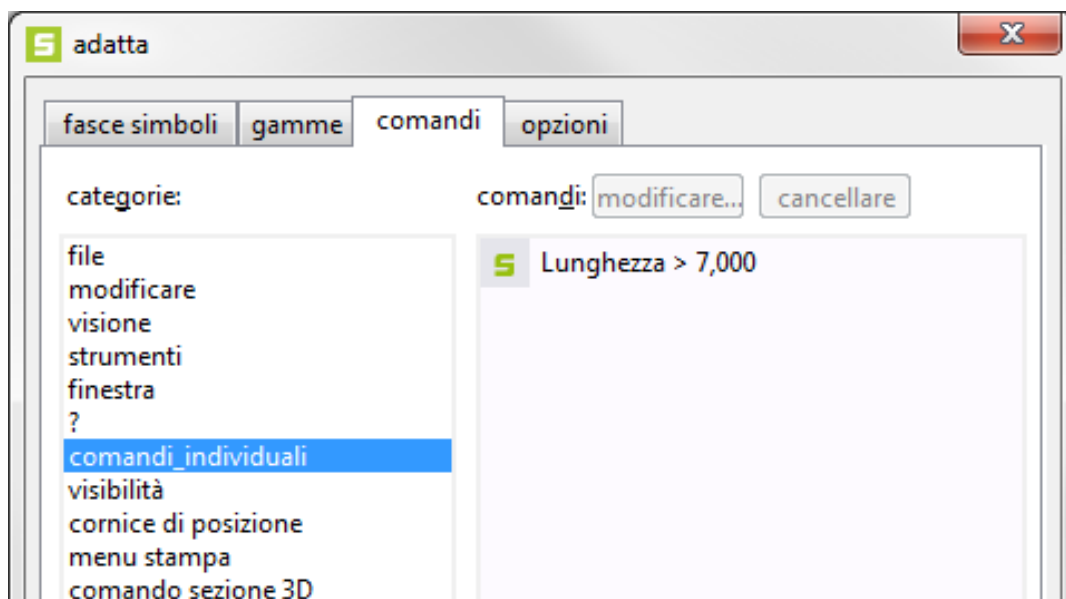 adatta
fasce simboli gamme comandi opzioni
categorie: comandi: modificare... cancellare
file
modificare
visione
strumenti
finestra
?
comandi_individuali
visibilità
cornice di posizione
menu stampa
comando sezione 3D
Lunghezza > 7,000